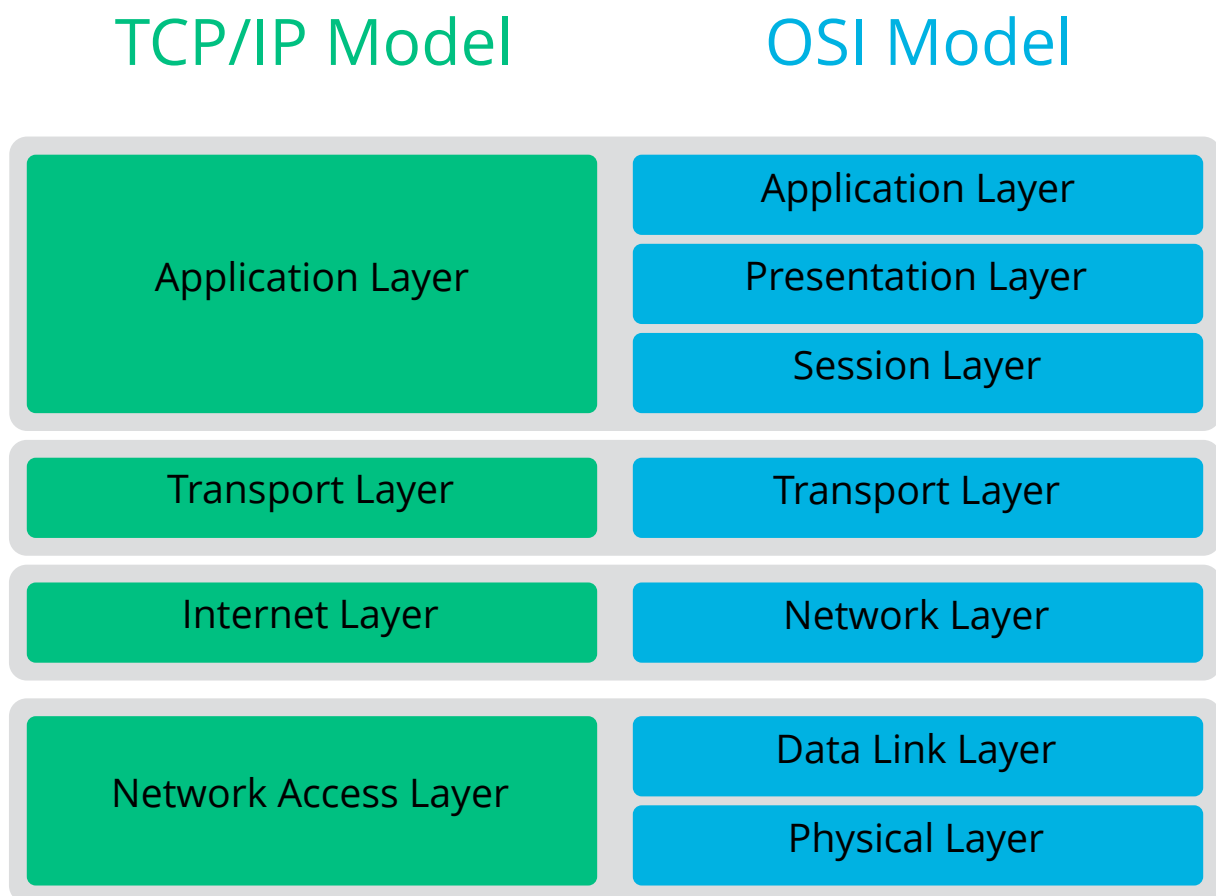 TCP/IP Model
OSI Model
Application Layer
Application Layer
Presentation Layer
Session Layer
Transport Layer
Transport Layer
Internet Layer
Network Layer
Network Access Layer
Data Link Layer
Physical Layer